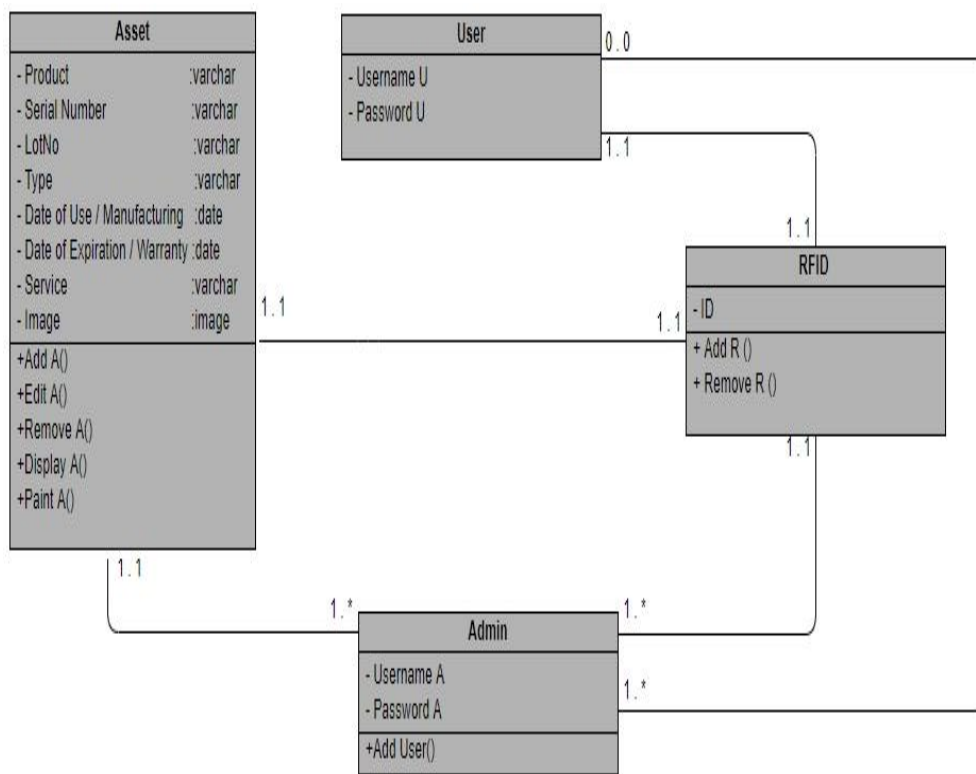 Asset
- Product :varchar
- Serial Number :varchar
- LotNo :varchar
- Type :varchar
- Date of Use / Manufacturing :date
- Date of Expiration / Warranty :date
- Service :varchar
- Image :image
+Add A()
+Edit A()
+Remove A()
+Display A()
+Paint A()
User
- Username U
- Password U
0..0
1..1
1..1
RFID
- ID
+ Add R ()
+ Remove R ()
1..1
1..1
1..1
1..1
1..*
Admin
- Username A
- Password A
+Add User()
1..*
1..*